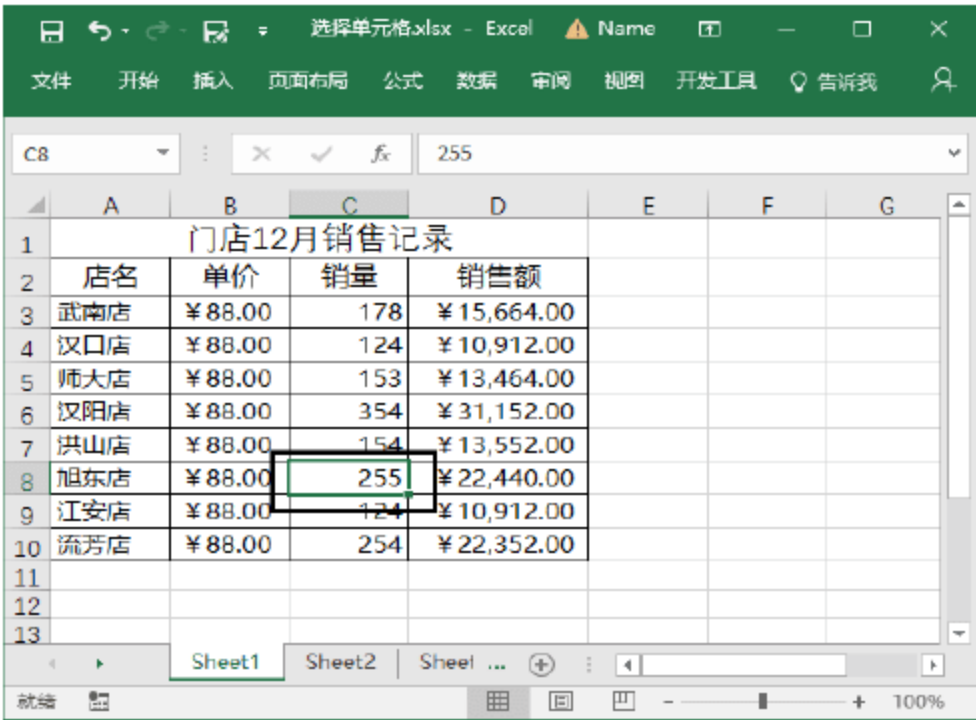 选择单元格.xlsx - Excel Name
文件 开始 插入 页面布局 公式 数据 审阅 视图 开发工具 告诉我
C8 fx 255
A B C D E F G
1 门店12月销售记录
2 店名 单价 销量 销售额
3 武南店 ¥88.00 178 ¥15,664.00
4 汉口店 ¥88.00 124 ¥10,912.00
5 师大店 ¥88.00 153 ¥13,464.00
6 汉阳店 ¥88.00 354 ¥31,152.00
7 洪山店 ¥88.00 154 ¥13,552.00
8 旭东店 ¥88.00 255 ¥22,440.00
9 江安店 ¥88.00 124 ¥10,912.00
10 流芳店 ¥88.00 254 ¥22,352.00
11
12
13
Sheet1 Sheet2 Sheet ...
就绪 100%